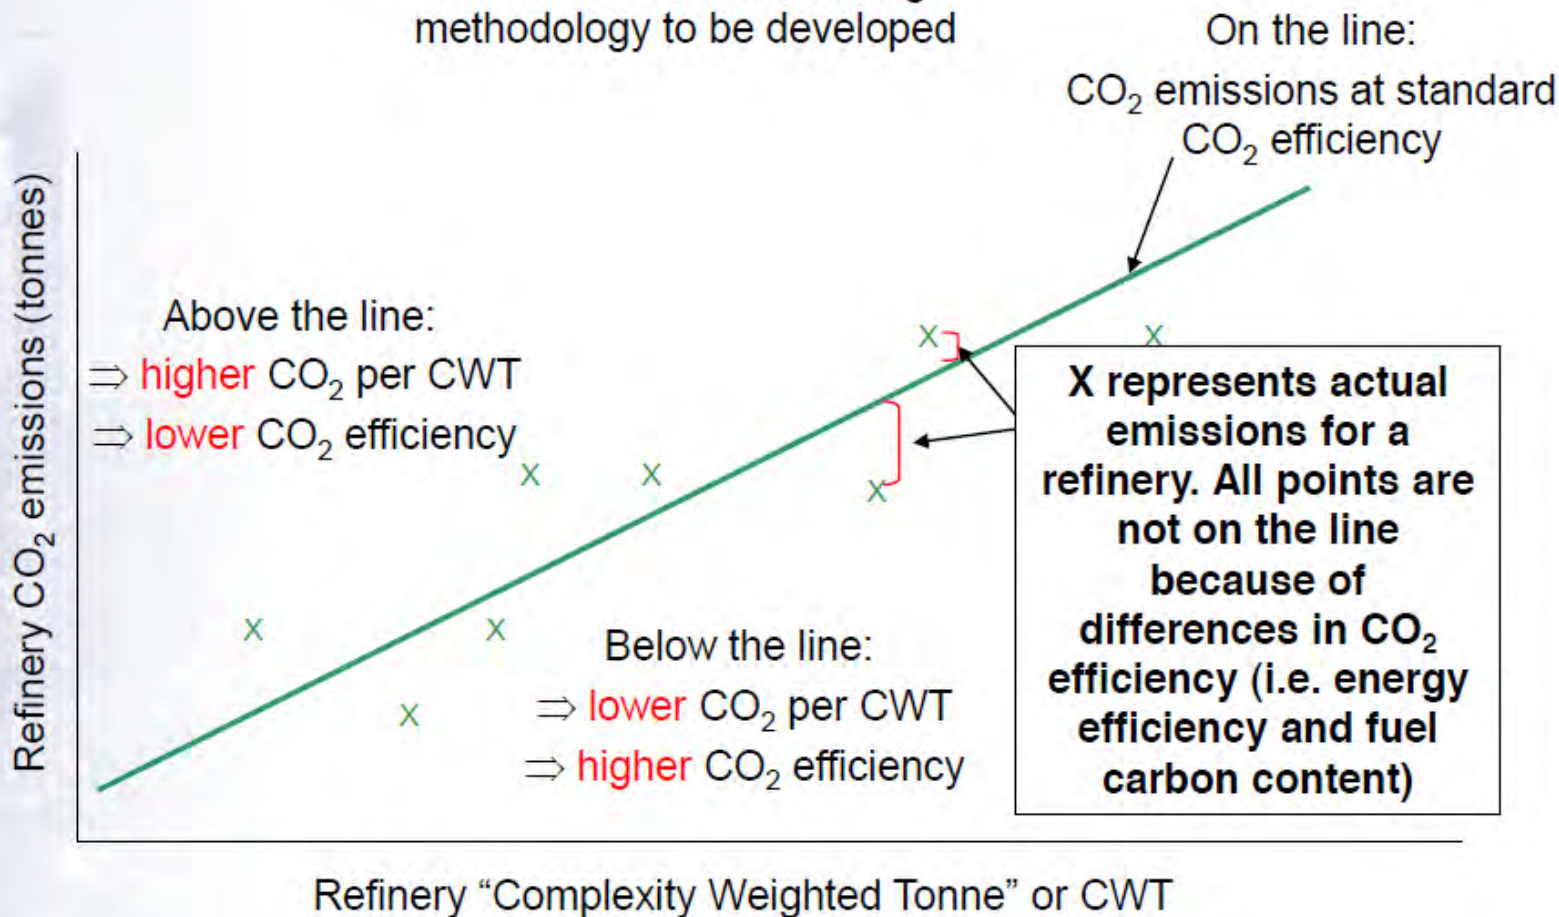 methodology to be developed
On the line:
CO₂ emissions at standard
CO₂ efficiency
Refinery CO₂ emissions (tonnes)
Above the line:
⇒ higher CO₂ per CWT
⇒ lower CO₂ efficiency
X
X
X
X
X
X
X
X
X represents actual
emissions for a
refinery. All points are
not on the line
because of
differences in CO₂
efficiency (i.e. energy
efficiency and fuel
carbon content)
Below the line:
⇒ lower CO₂ per CWT
⇒ higher CO₂ efficiency
Refinery “Complexity Weighted Tonne” or CWT